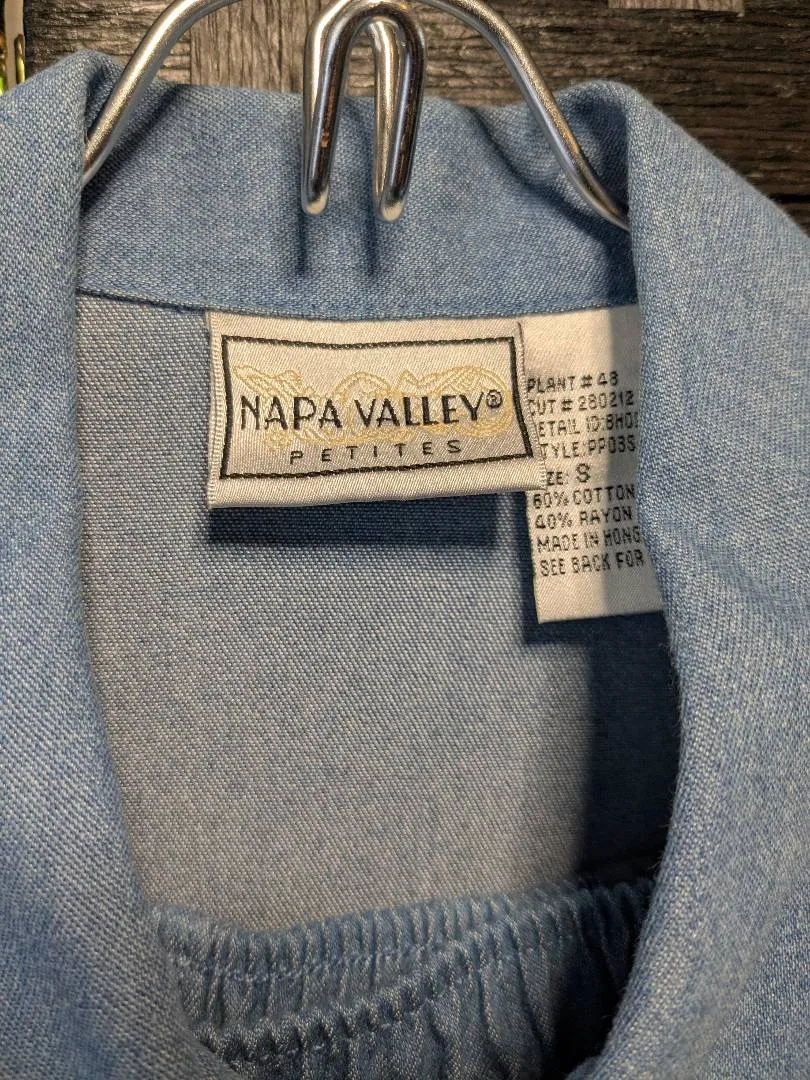 NAPA VALLEY®
PETITES
PLANT # 48
CUT # 280212
ETAIL ID:8HD
TYLE:PP03S
ZE: S
60% COTTON
40% RAYON
MADE IN HONG
SEE BACK FOR